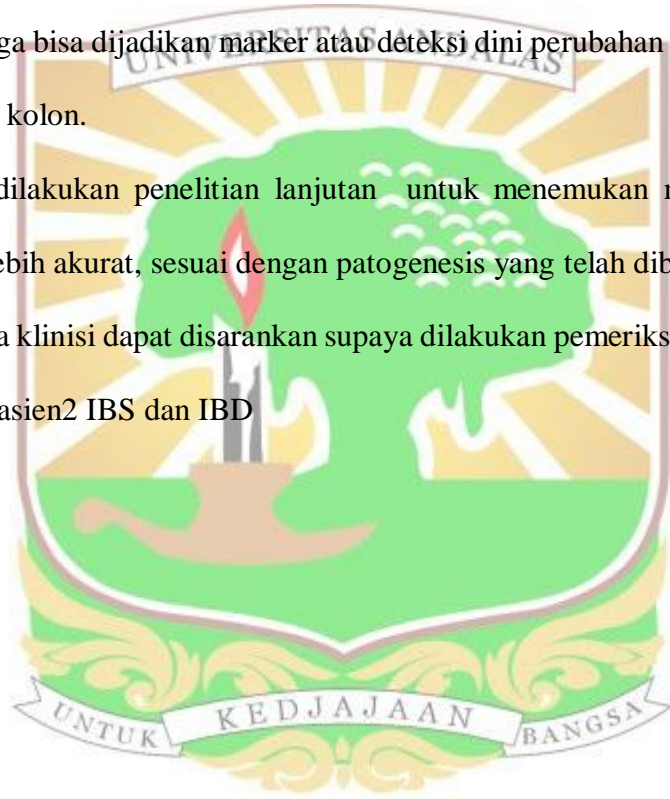 ga bisa dijadikan marker atau deteksi dini perubahan
UNIVERSITAS ANDALAS
kolon.
dilakukan penelitian lanjutan untuk menemukan
ebih akurat, sesuai dengan patogenesis yang telah dib
a klinisi dapat disarankan supaya dilakukan pemeriks
asien2 IBS dan IBD
UNTUK KEDJAJAAN BANGSA